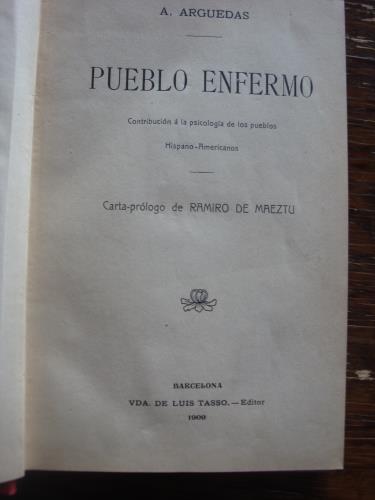 A. ARGUEDAS
PUEBLO ENFERMO
Contribución á la psicología de los pueblos
Hispano-Americanos
Carta-prólogo de RAMIRO DE MAEZTU
BARCELONA
VDA. DE LUIS TASSO.—Editor
1909